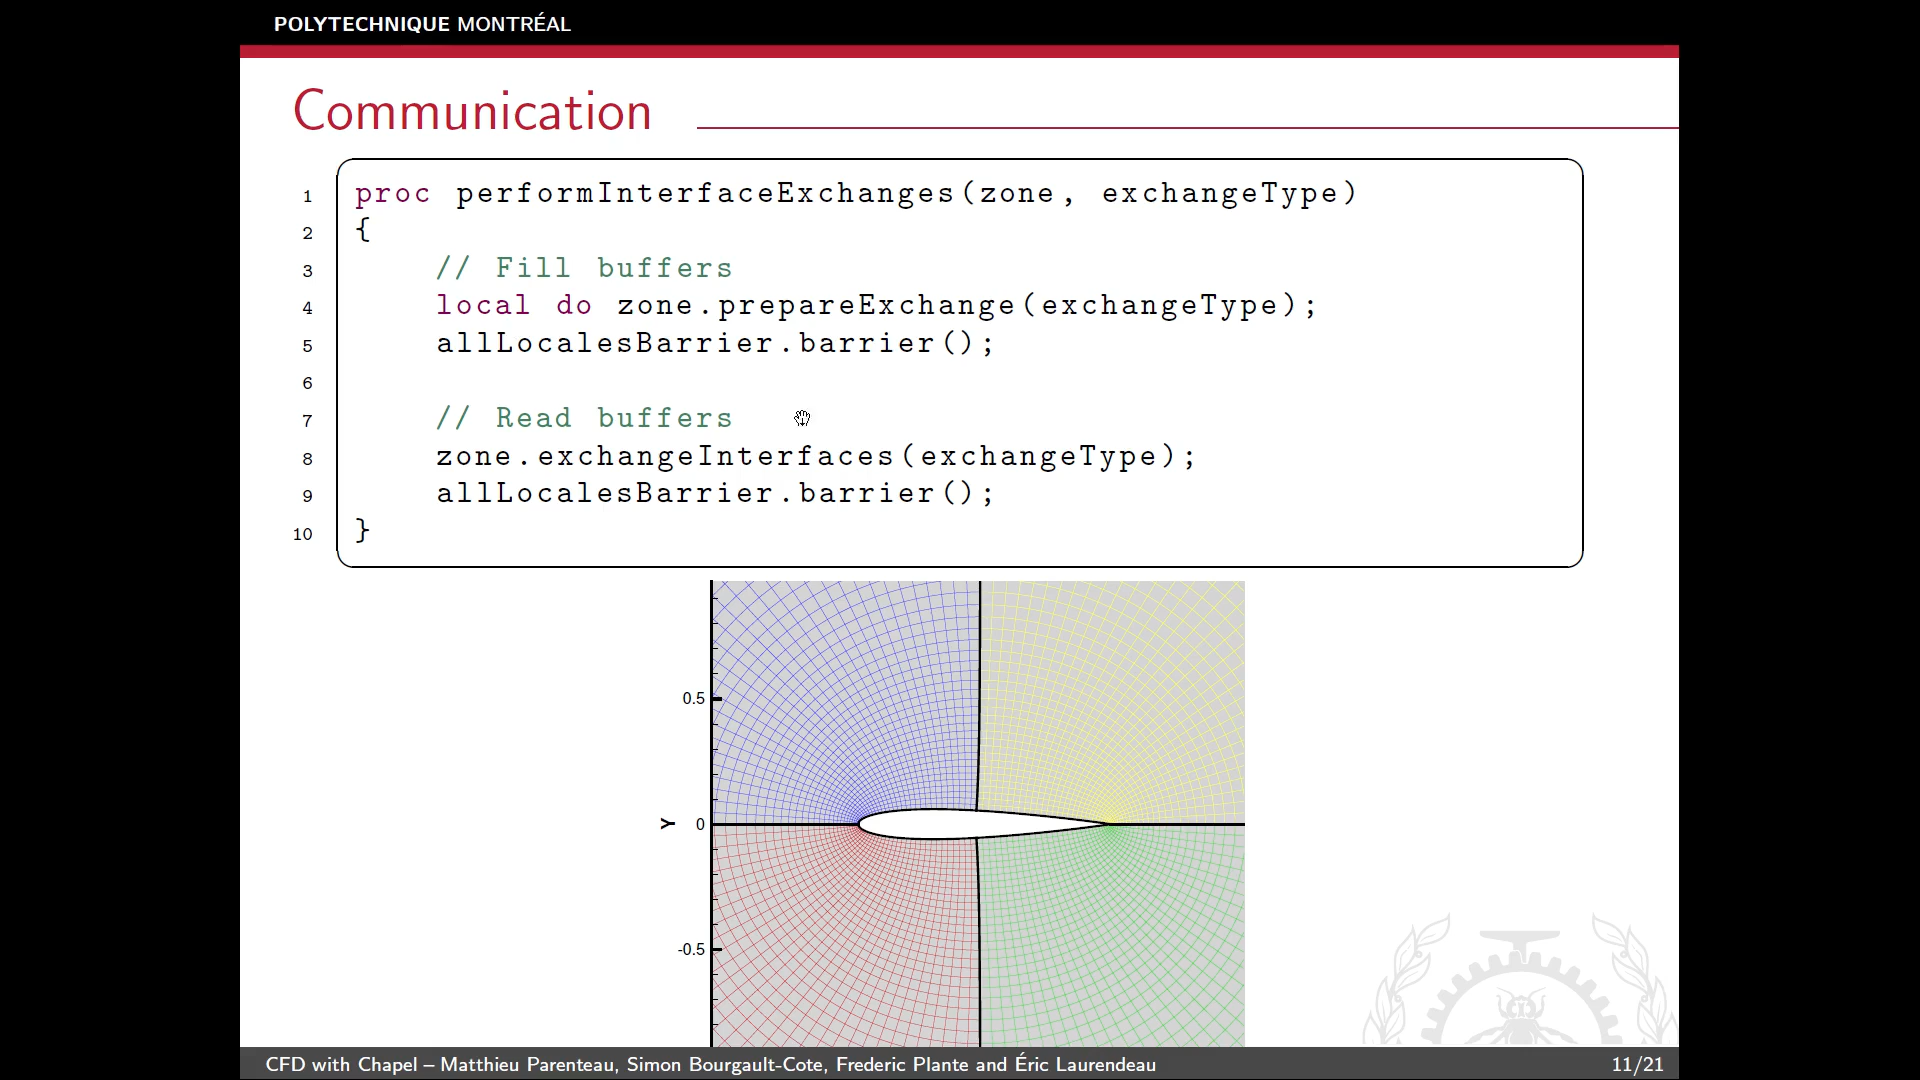 POLYTECHNIQUE MONTRÉAL
Communication
1 proc performInterfaceExchanges(zone, exchangeType)
2 {
3 // Fill buffers
4 local do zone.prepareExchange(exchangeType);
5 allLocalesBarrier.barrier();
6
7 // Read buffers
8 zone.exchangeInterfaces(exchangeType);
9 allLocalesBarrier.barrier();
10 }
0.5
Y 0
-0.5
CFD with Chapel – Matthieu Parenteau, Simon Bourgault-Cote, Frederic Plante and Éric Laurendeau 11/21